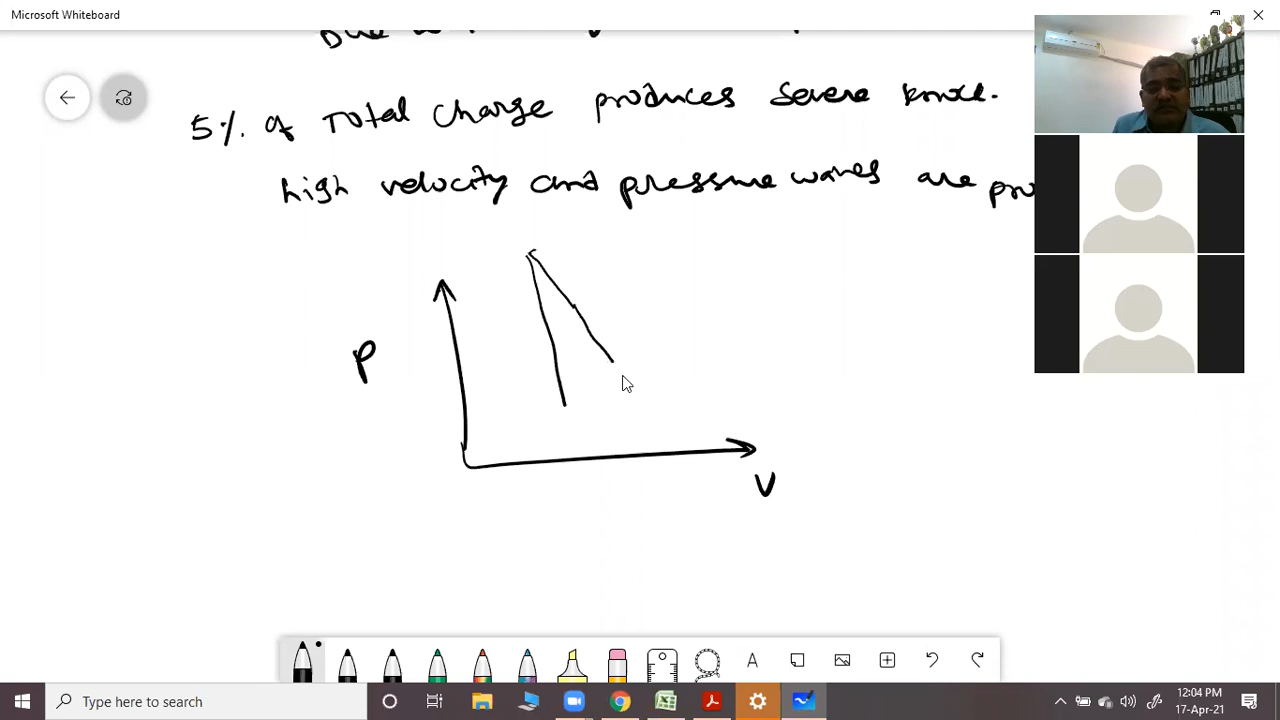 Microsoft Whiteboard
5%. of Total charge produces severe knock.
high velocity and pressure waves are pro
P
V
A
Type here to search
12:04 PM
17-Apr-21